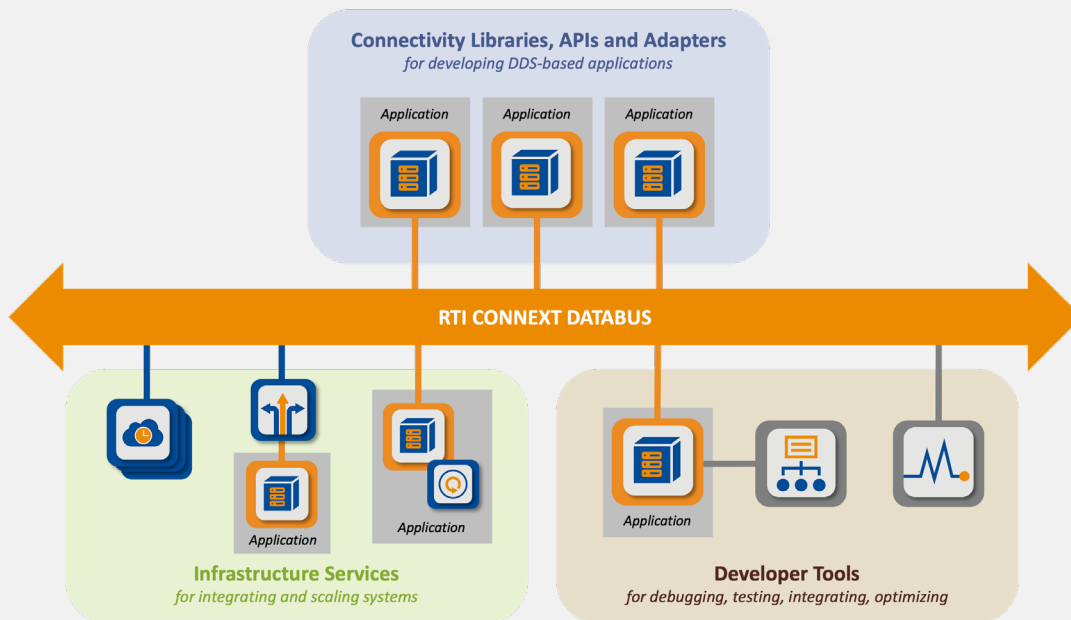 Connectivity Libraries, APIs and Adapters
for developing DDS-based applications
Application
Application
Application
RTI CONNEXT DATABUS
Application
Application
Application
Infrastructure Services
for integrating and scaling systems
Developer Tools
for debugging, testing, integrating, optimizing